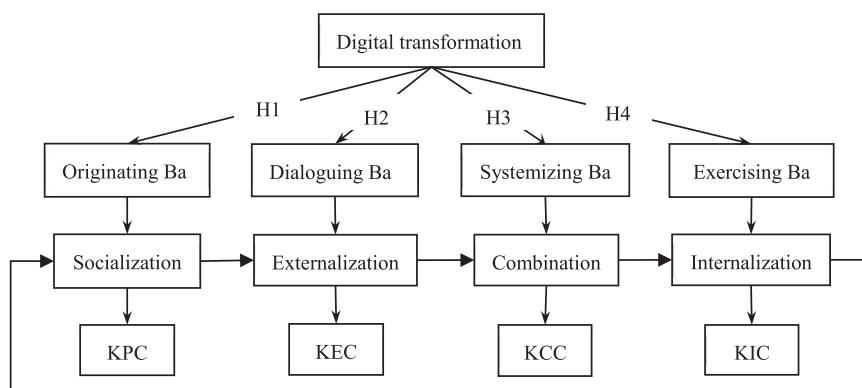 Digital transformation
H1
H2
H3
H4
Originating Ba
Dialoguing Ba
Systemizing Ba
Exercising Ba
Socialization
Externalization
Combination
Internalization
KPC
KEC
KCC
KIC